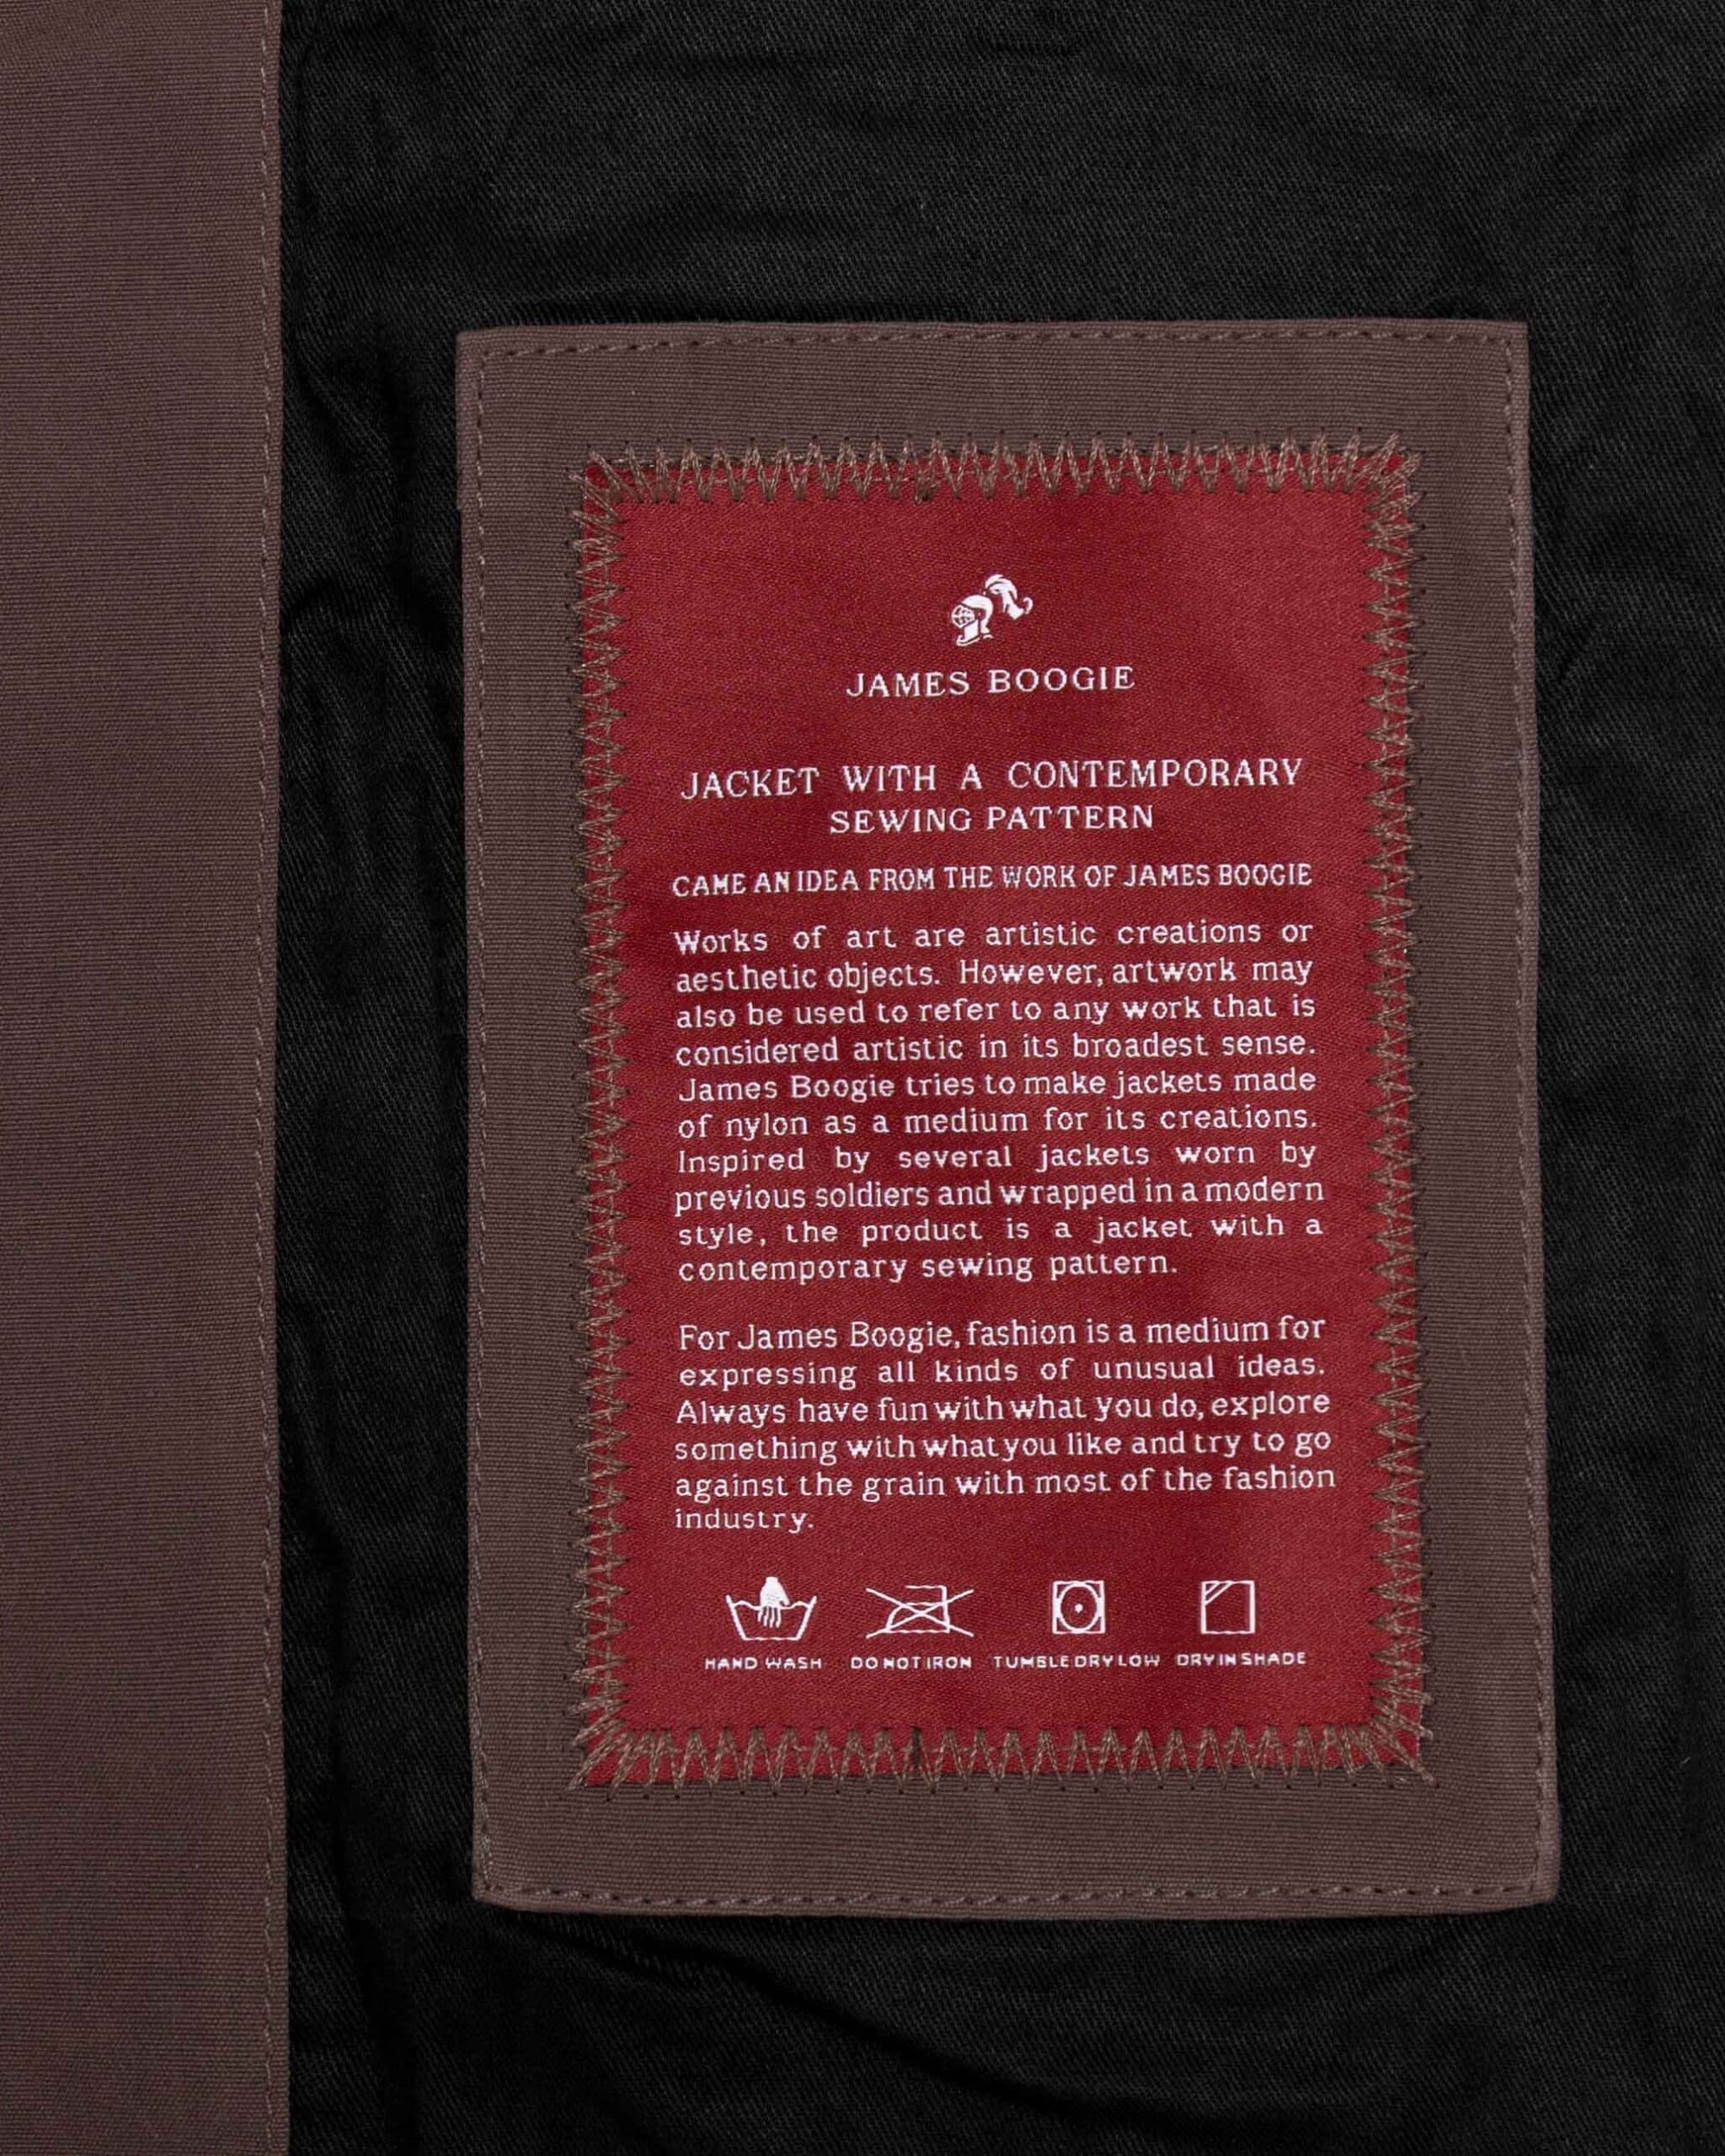 JAMES BOOGIE
JACKET WITH A CONTEMPORARY
SEWING PATTERN
CAME AN IDEA FROM THE WORK OF JAMES BOOGIE
Works of art are artistic creations or
aesthetic objects. However, artwork may
also be used to refer to any work that is
considered artistic in its broadest sense.
James Boogie tries to make jackets made
of nylon as a medium for its creations.
Inspired by several jackets worn by
previous soldiers and wrapped in a modern
style, the product is a jacket with a
contemporary sewing pattern.
For James Boogie, fashion is a medium for
expressing all kinds of unusual ideas.
Always have fun with what you do, explore
something with what you like and try to go
against the grain with most of the fashion
industry.
HAND WASH DO NOT IRON TUMBLE DRY LOW DRY IN SHADE